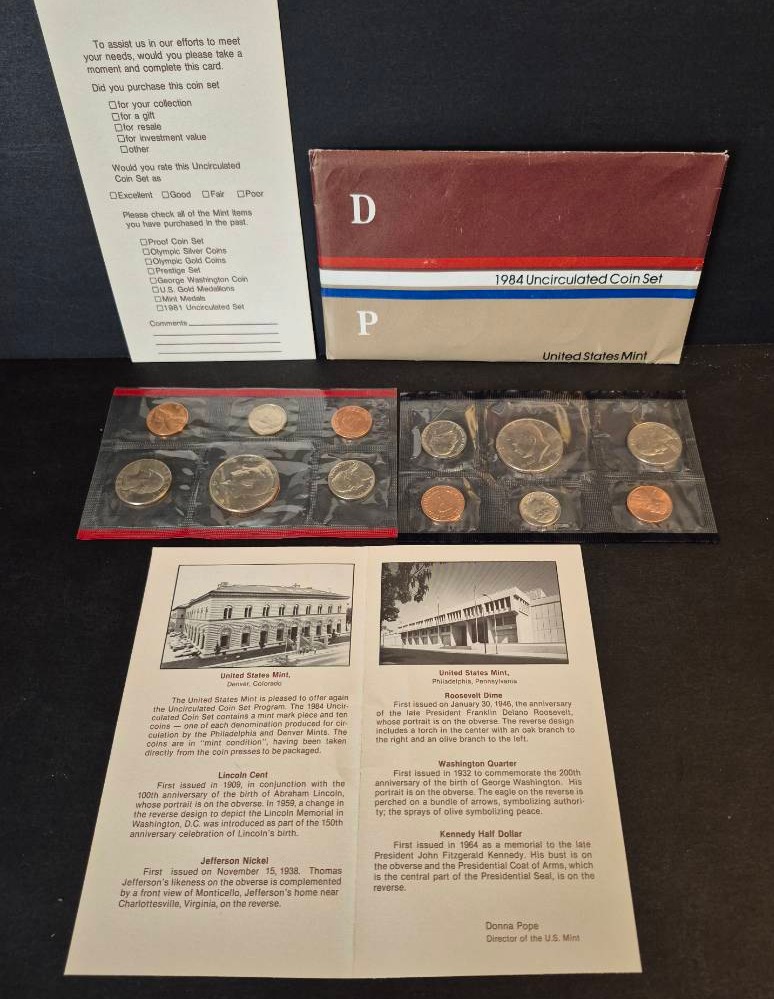 To assist us in our efforts to meet
your needs, would you please take a
moment and complete this card.
Did you purchase this coin set
☐for your collection
☐for a gift
☐for resale
☐for investment value
☐other
Would you rate this Uncirculated
Coin Set as
☐Excellent ☐Good ☐Fair ☐Poor
Please check all of the Mint items
you have purchased in the past.
☐Proof Coin Set
☐Olympic Silver Coins
☐Olympic Gold Coins
☐Prestige Set
☐George Washington Coin
☐U.S. Gold Medallions
☐Mint Medals
☐1981 Uncirculated Set
Comments
D
1984 Uncirculated Coin Set
P
United States Mint
United States Mint,
Denver, Colorado
The United States Mint is pleased to offer again
the Uncirculated Coin Set Program. The 1984 Uncir-
culated Coin Set contains a mint mark piece and ten
coins — one of each denomination produced for cir-
culation by the Philadelphia and Denver Mints. The
coins are in "mint condition", having been taken
directly from the coin presses to be packaged.
Lincoln Cent
First issued in 1909, in conjunction with the
100th anniversary of the birth of Abraham Lincoln,
whose portrait is on the obverse. In 1959, a change in
the reverse design to depict the Lincoln Memorial in
Washington, D.C. was introduced as part of the 150th
anniversary celebration of Lincoln's birth.
Jefferson Nickel
First issued on November 15, 1938. Thomas
Jefferson's likeness on the obverse is complemented
by a front view of Monticello, Jefferson's home near
Charlottesville, Virginia, on the reverse.
United States Mint,
Philadelphia, Pennsylvania
Roosevelt Dime
First issued on January 30, 1946, the anniversary
of the late President Franklin Delano Roosevelt,
whose portrait is on the obverse. The reverse design
includes a torch in the center with an oak branch to
the right and an olive branch to the left.
Washington Quarter
First issued in 1932 to commemorate the 200th
anniversary of the birth of George Washington. His
portrait is on the obverse. The eagle on the reverse is
perched on a bundle of arrows, symbolizing authori-
ty; the sprays of olive symbolizing peace.
Kennedy Half Dollar
First issued in 1964 as a memorial to the late
President John Fitzgerald Kennedy. His bust is on
the obverse and the Presidential Coat of Arms, which
is the central part of the Presidential Seal, is on the
reverse.
Donna Pope
Director of the U.S. Mint